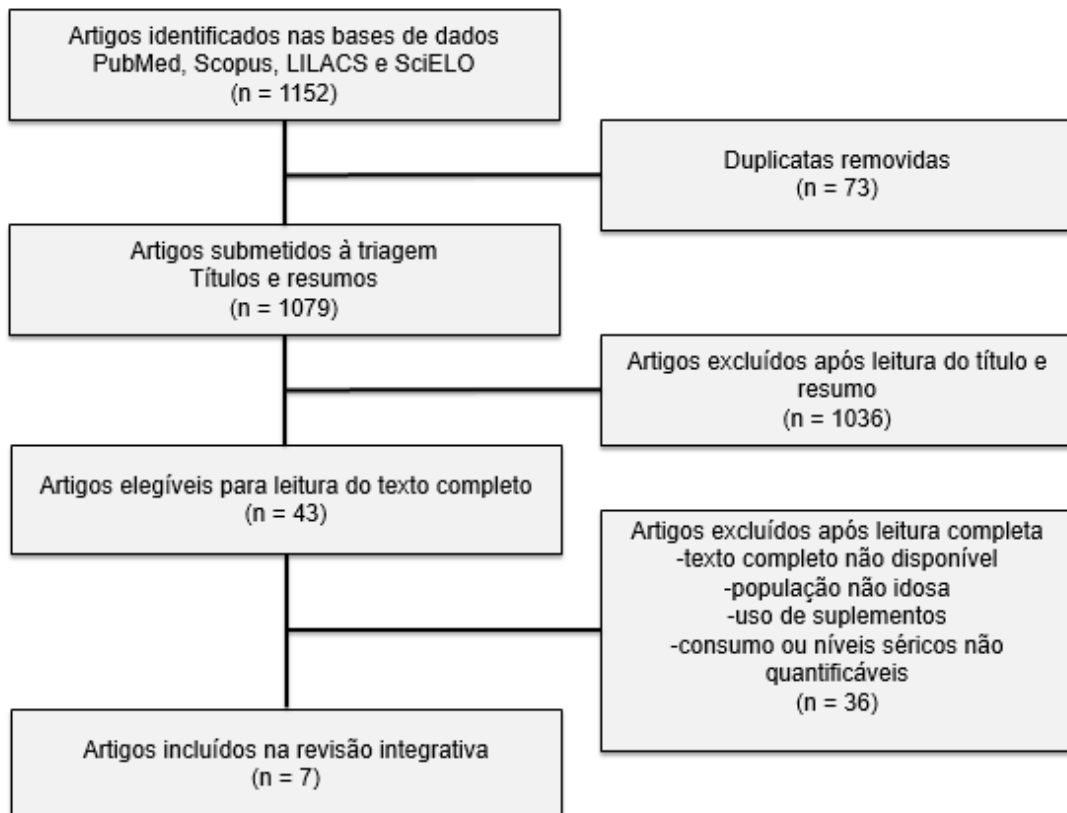 Artigos identificados nas bases de dados
PubMed, Scopus, LILACS e SciELO
(n = 1152)
Duplicatas removidas
(n = 73)
Artigos submetidos à triagem
Títulos e resumos
(n = 1079)
Artigos excluídos após leitura do título e
resumo
(n = 1036)
Artigos elegíveis para leitura do texto completo
(n = 43)
Artigos excluídos após leitura completa
-texto completo não disponível
-população não idosa
-uso de suplementos
-consumo ou níveis séricos não
quantificáveis
(n = 36)
Artigos incluídos na revisão integrativa
(n = 7)